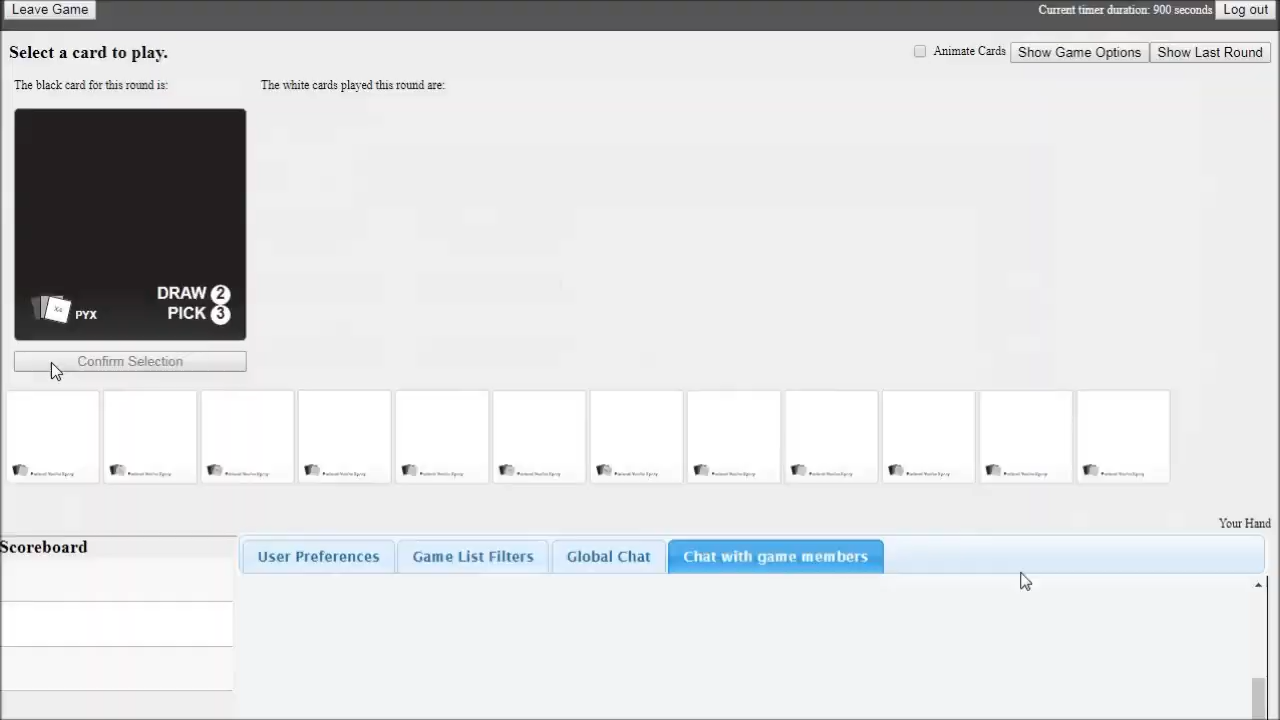 Leave Game
Current timer duration: 900 seconds
Log out
Select a card to play.
Animate Cards
Show Game Options
Show Last Round
The black card for this round is:
The white cards played this round are:
DRAW 2
PICK 3
PYX
Confirm Selection
Your Hand
Scoreboard
User Preferences
Game List Filters
Global Chat
Chat with game members